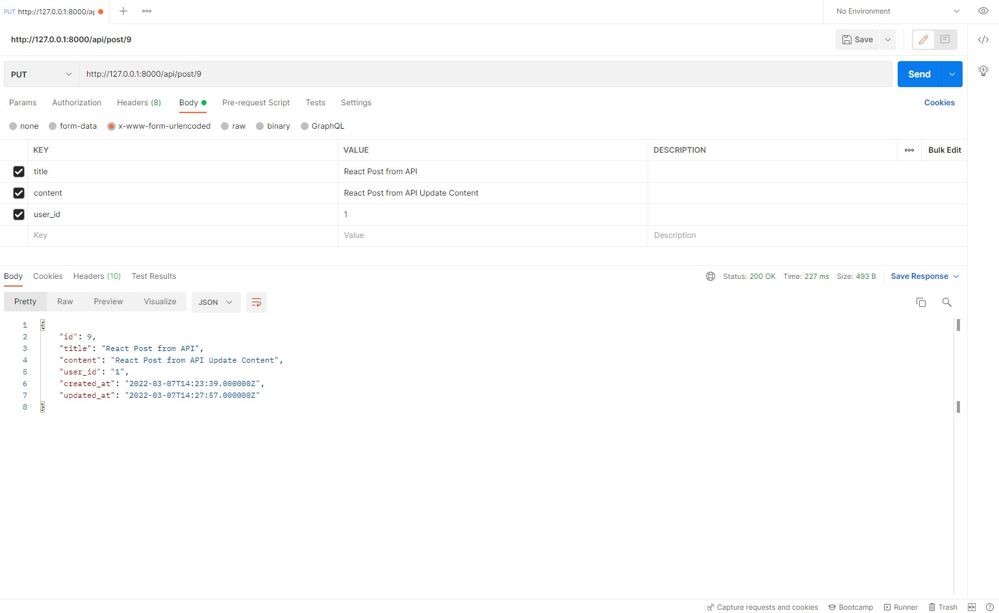 PUT http://127.0.0.1:8000/ap
No Environment
http://127.0.0.1:8000/api/post/9
Save
PUT
http://127.0.0.1:8000/api/post/9
Send
Params Authorization Headers (8) Body Pre-request Script Tests Settings
Cookies
none form-data x-www-form-urlencoded raw binary GraphQL
KEY VALUE DESCRIPTION Bulk Edit
title React Post from API
content React Post from API Update Content
user_id 1
Key Value Description
Body Cookies Headers (10) Test Results
Status: 200 OK Time: 227 ms Size: 493 B Save Response
Pretty Raw Preview Visualize JSON
1 {
2 "id": 9,
3 "title": "React Post from API",
4 "content": "React Post from API Update Content",
5 "user_id": "1",
6 "created_at": "2022-03-07T14:23:39.000000Z",
7 "updated_at": "2022-03-07T14:27:57.000000Z"
8 }
Capture requests and cookies Bootcamp Runner Trash